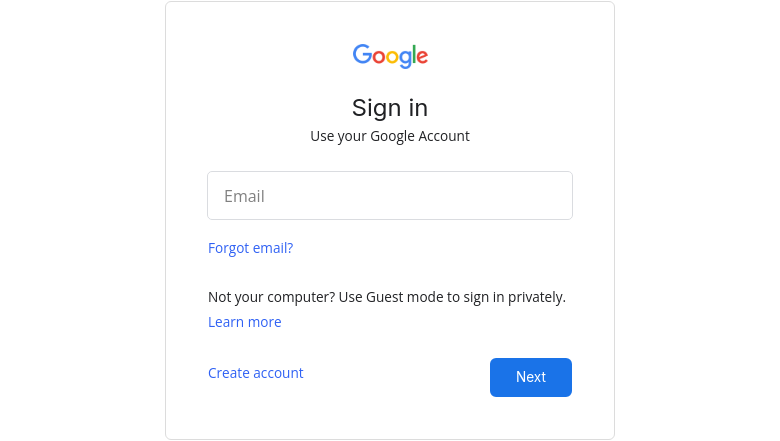 Google
Sign in
Use your Google Account
Email
Forgot email?
Not your computer? Use Guest mode to sign in privately.
Learn more
Create account
Next